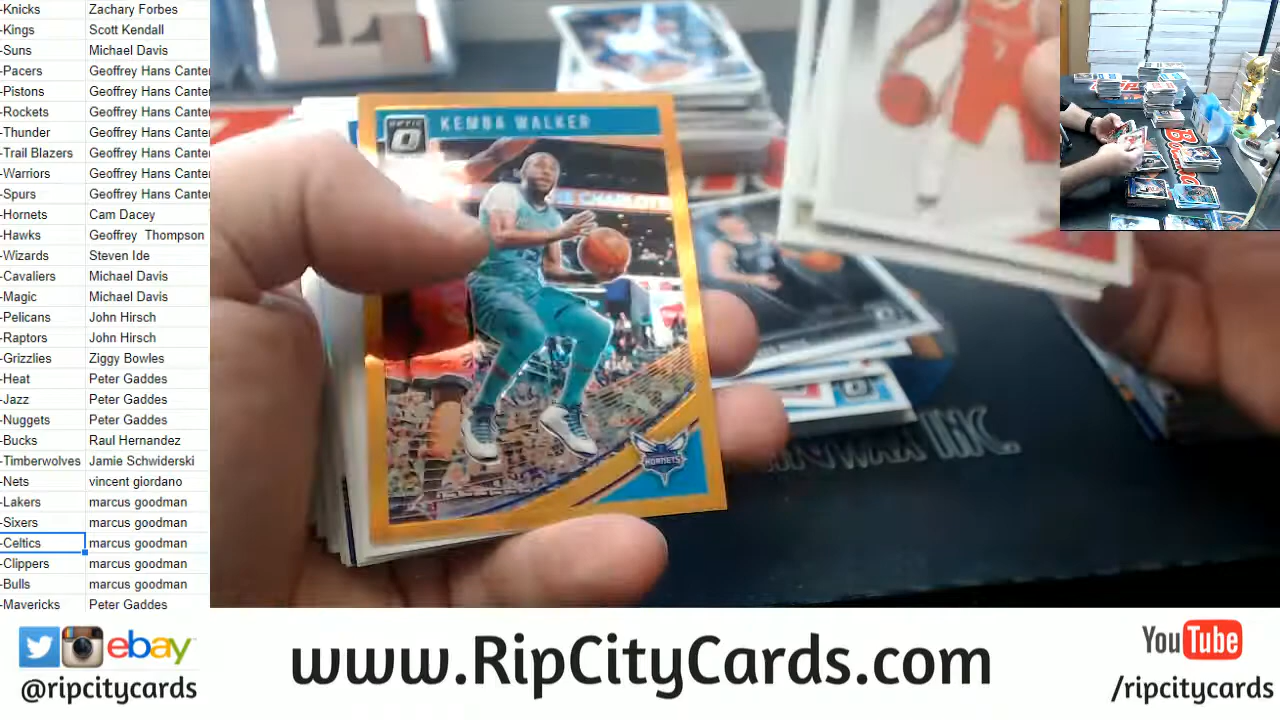 -Knicks Zachary Forbes
-Kings Scott Kendall
-Suns Michael Davis
-Pacers Geoffrey Hans Canter
-Pistons Geoffrey Hans Canter
-Rockets Geoffrey Hans Canter
-Thunder Geoffrey Hans Canter
-Trail Blazers Geoffrey Hans Canter
-Warriors Geoffrey Hans Canter
-Spurs Geoffrey Hans Canter
-Hornets Cam Dacey
-Hawks Geoffrey Thompson
-Wizards Steven Ide
-Cavaliers Michael Davis
-Magic Michael Davis
-Pelicans John Hirsch
-Raptors John Hirsch
-Grizzlies Ziggy Bowles
-Heat Peter Gaddes
-Jazz Peter Gaddes
-Nuggets Peter Gaddes
-Bucks Raul Hernandez
-Timberwolves Jamie Schwiderski
-Nets vincent giordano
-Lakers marcus goodman
-Sixers marcus goodman
-Celtics marcus goodman
-Clippers marcus goodman
-Bulls marcus goodman
-Mavericks Peter Gaddes
OPTIC
KEMBA WALKER
HORNETS
INC.
ebay
@ripcitycards
www.RipCityCards.com
YouTube
/ripcitycards